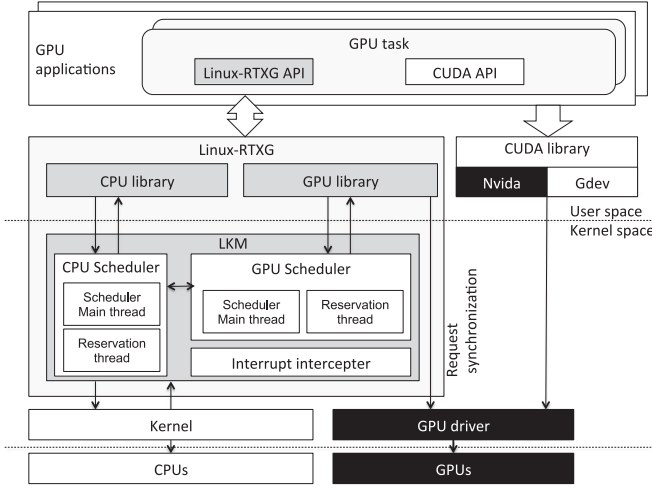 GPU task
GPU
applications
Linux-RTXG API
CUDA API
Linux-RTXG
CUDA library
CPU library
GPU library
Nvida
Gdev
User space
Kernel space
LKM
CPU Scheduler
GPU Scheduler
Scheduler
Main thread
Scheduler
Main thread
Reservation
thread
Reservation
thread
Interrupt intercepter
Request
synchronization
Kernel
GPU driver
CPUs
GPUs